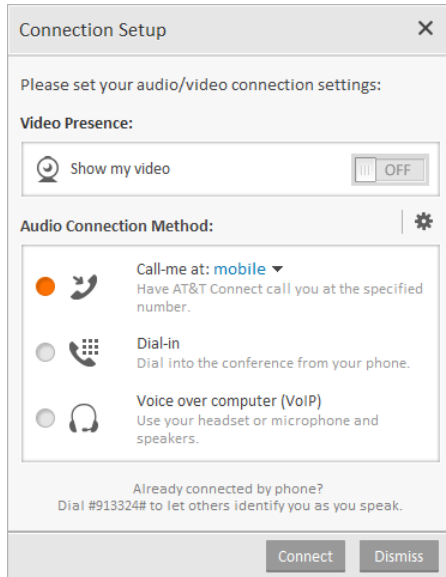 Connection Setup
Please set your audio/video connection settings:
Video Presence:
Show my video
OFF
Audio Connection Method:
Call-me at: mobile
Have AT&T Connect call you at the specified
number.
Dial-in
Dial into the conference from your phone.
Voice over computer (VoIP)
Use your headset or microphone and
speakers.
Already connected by phone?
Dial #913324# to let others identify you as you speak.
Connect
Dismiss